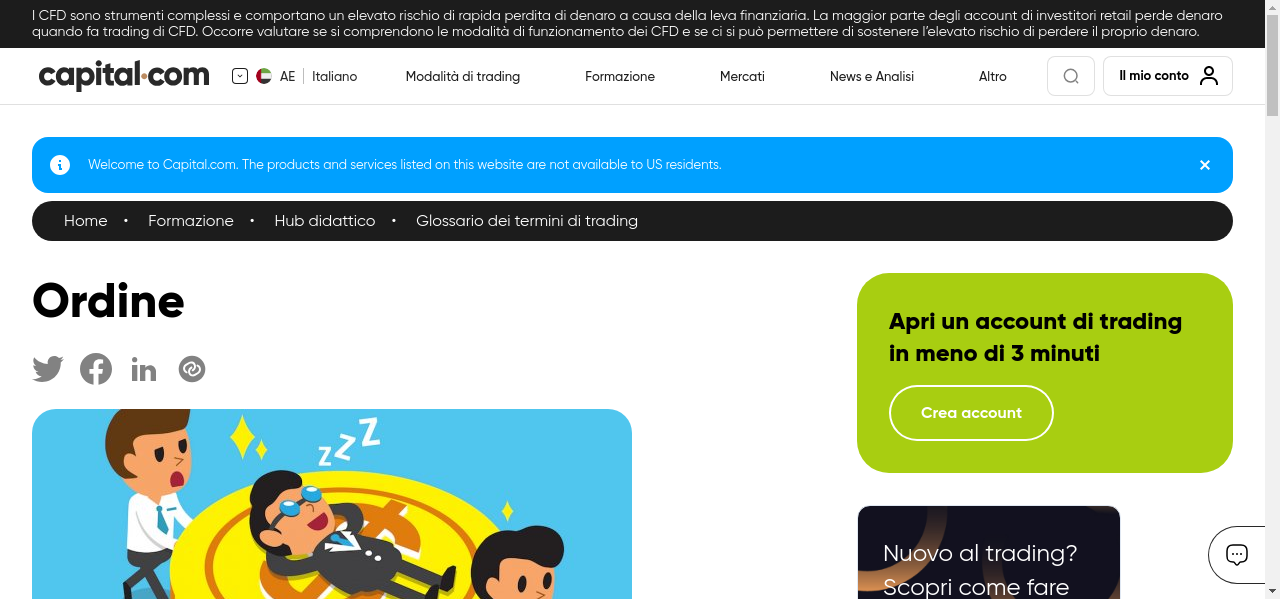 I CFD sono strumenti complessi e comportano un elevato rischio di rapida perdita di denaro a causa della leva finanziaria. La maggior parte degli account di investitori retail perde denaro
quando fa trading di CFD. Occorre valutare se si comprendono le modalità di funzionamento dei CFD e se ci si può permettere di sostenere l’elevato rischio di perdere il proprio denaro.
capital.com
AE
Italiano
Modalità di trading
Formazione
Mercati
News e Analisi
Altro
Il mio conto
Welcome to Capital.com. The products and services listed on this website are not available to US residents.
Home • Formazione • Hub didattico • Glossario dei termini di trading
Ordine
z z Z
Apri un account di trading
in meno di 3 minuti
Crea account
Nuovo al trading?
Scopri come fare